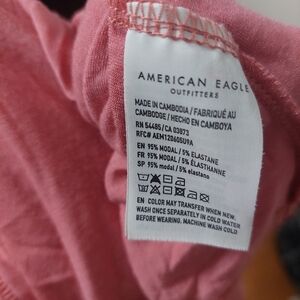 AMERICAN EAGLE
OUTFITTERS
MADE IN CAMBODIA / FABRIQUÉ AU
CAMBODGE / HECHO EN CAMBOYA
RN 54485/CA 03873
RFC# AEM120605U9A
EN 95% MODAL / 5% ELASTANE
FR 95% MODAL / 5% ÉLASTHANNE
SP 95% modal / 5% elastano
EN COLOR MAY TRANSFER WHEN NEW.
WASH ONCE SEPARATELY IN COLD WATER
BEFORE WEARING. MACHINE WASH COLD